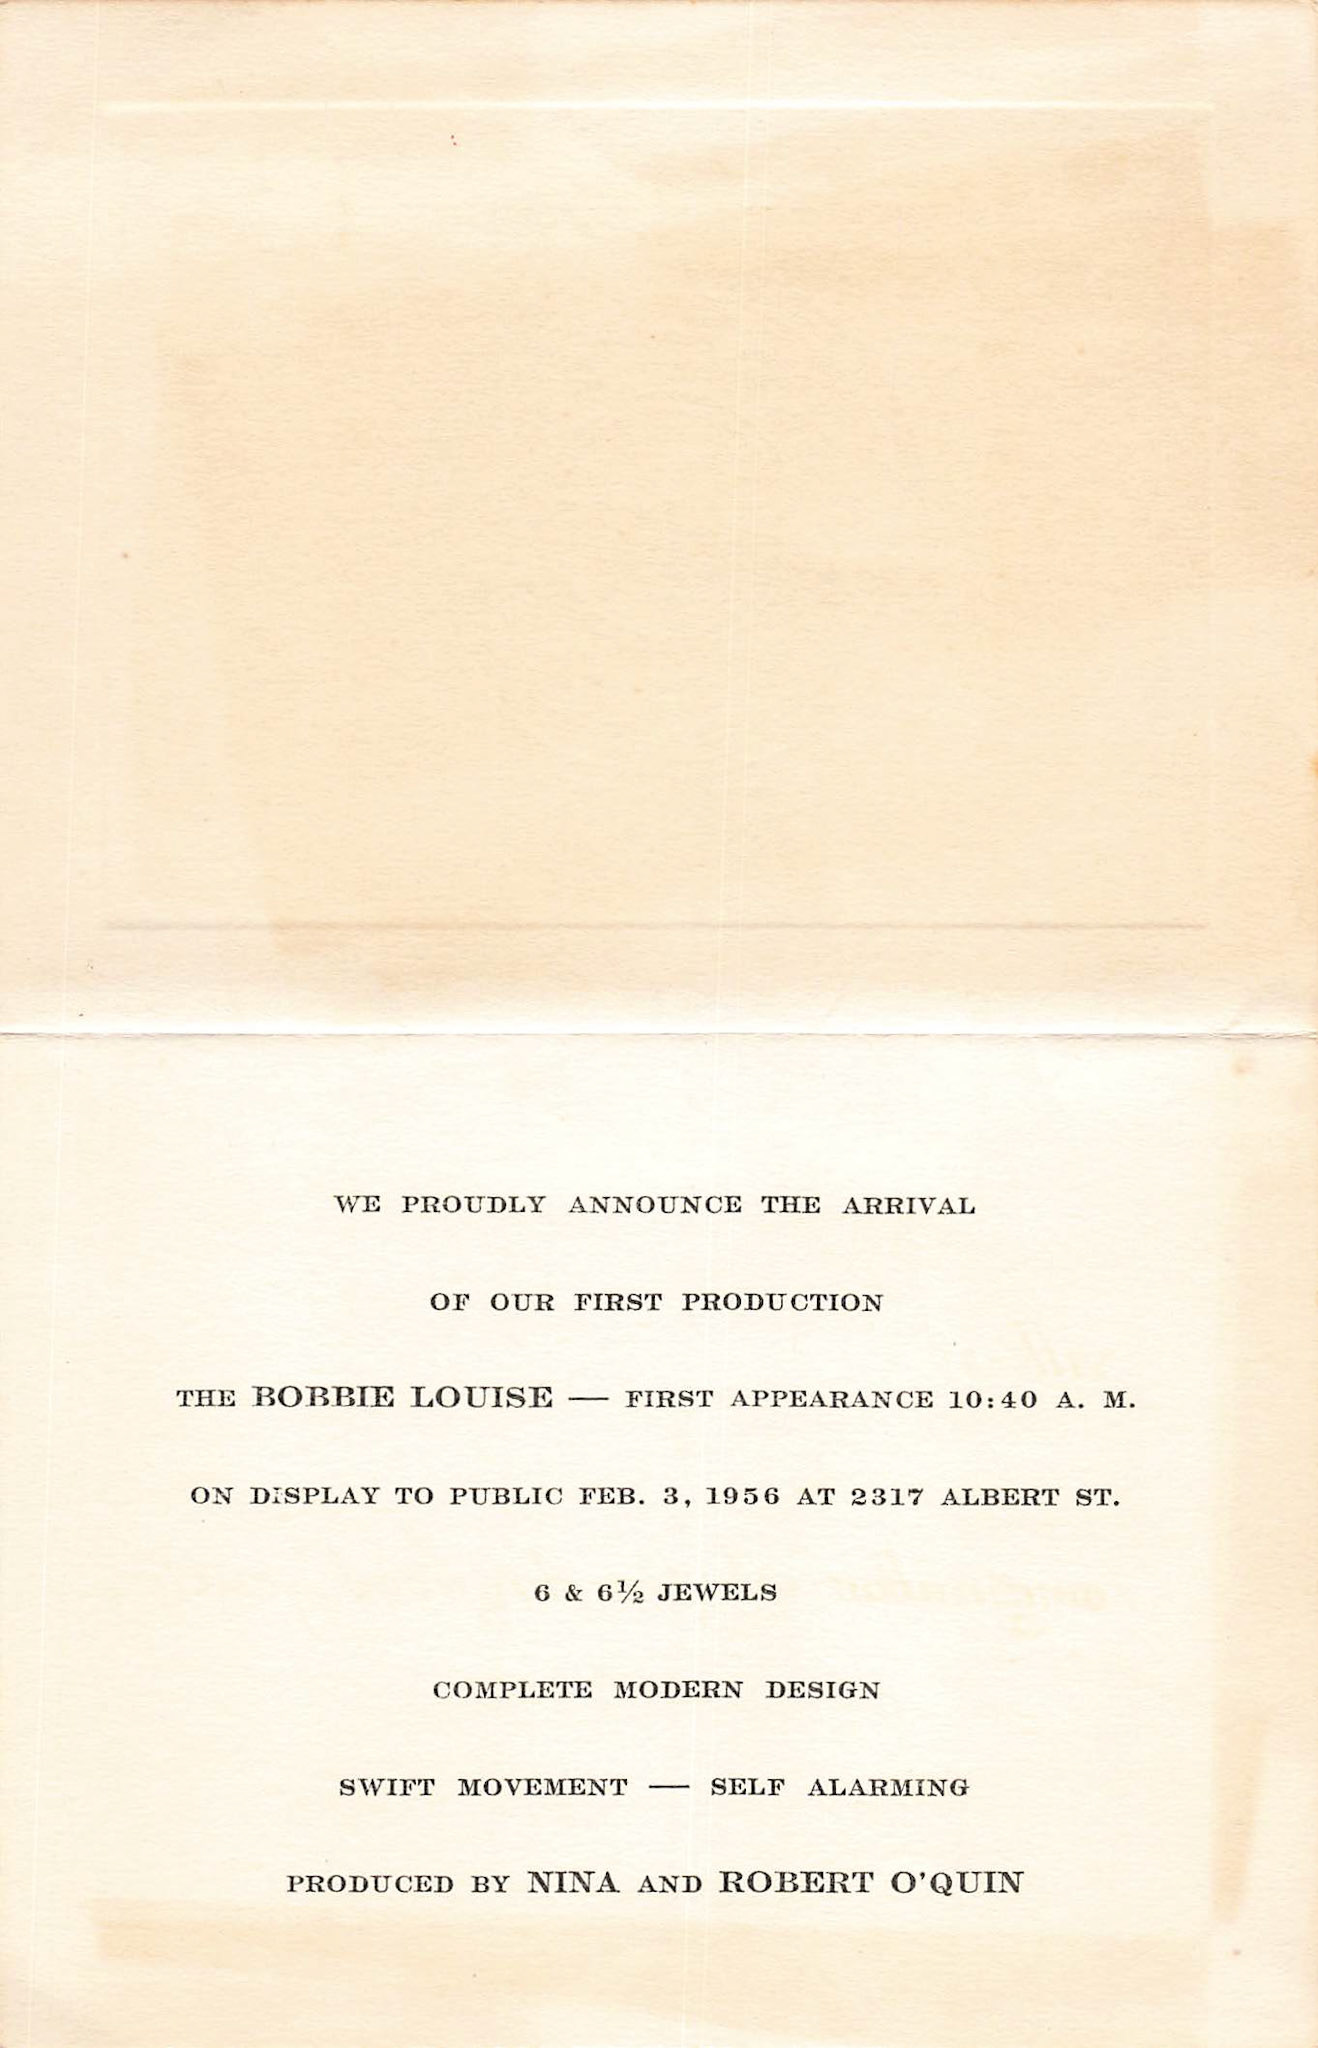 WE PROUDLY ANNOUNCE THE ARRIVAL
OF OUR FIRST PRODUCTION
THE BOBBIE LOUISE — FIRST APPEARANCE 10:40 A. M.
ON DISPLAY TO PUBLIC FEB. 3, 1956 AT 2317 ALBERT ST.
6 & 6½ JEWELS
COMPLETE MODERN DESIGN
SWIFT MOVEMENT — SELF ALARMING
PRODUCED BY NINA AND ROBERT O'QUIN